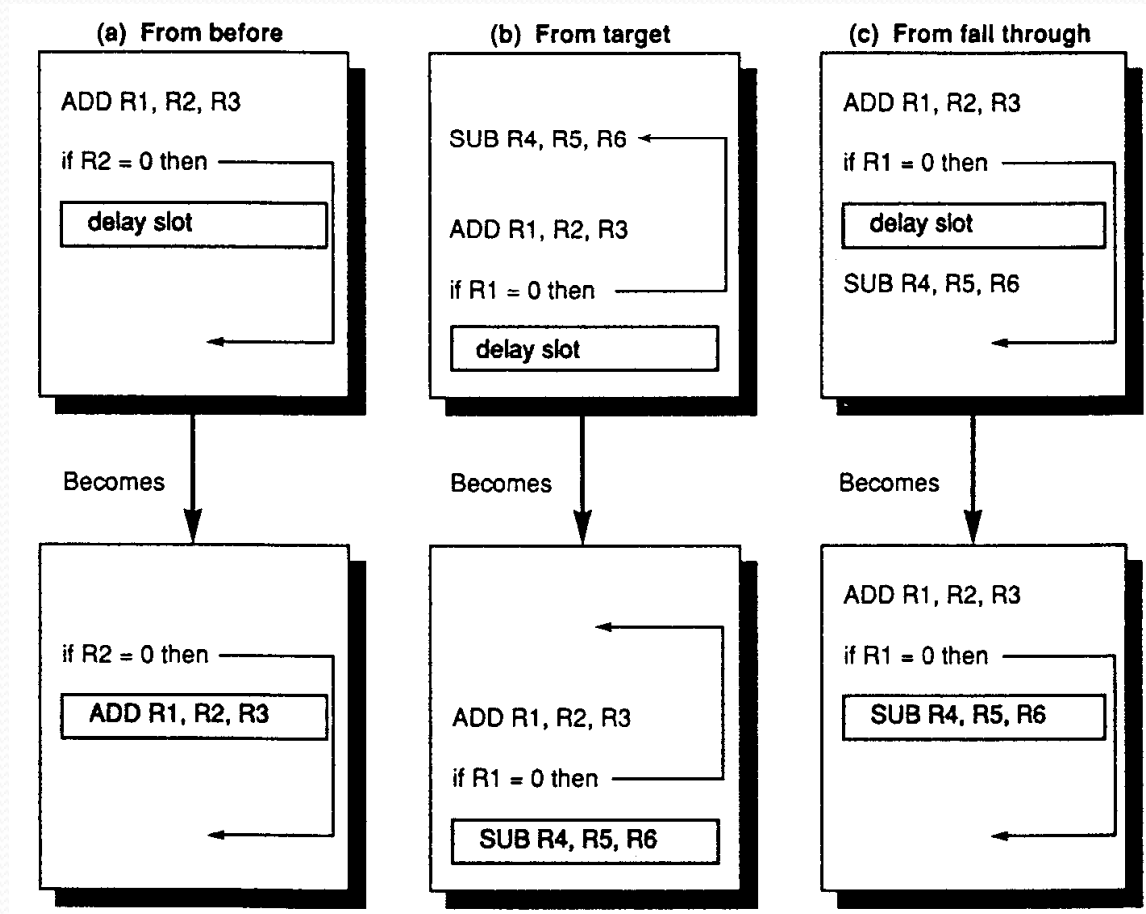 (a) From before
ADD R1, R2, R3
if R2 = 0 then
delay slot
Becomes
if R2 = 0 then
ADD R1, R2, R3
(b) From target
SUB R4, R5, R6
ADD R1, R2, R3
if R1 = 0 then
delay slot
Becomes
ADD R1, R2, R3
if R1 = 0 then
SUB R4, R5, R6
(c) From fall through
ADD R1, R2, R3
if R1 = 0 then
delay slot
SUB R4, R5, R6
Becomes
ADD R1, R2, R3
if R1 = 0 then
SUB R4, R5, R6